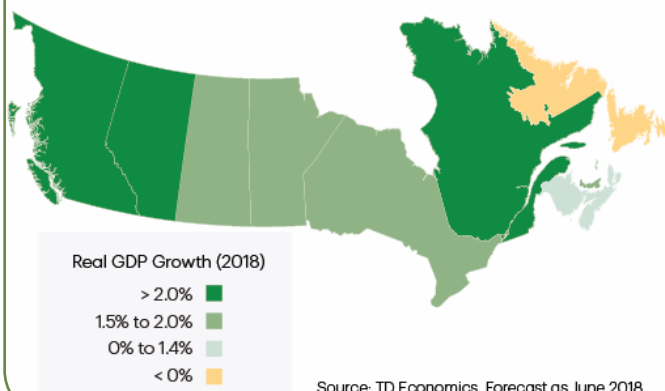 Real GDP Growth (2018)
> 2.0%
1.5% to 2.0%
0% to 1.4%
< 0%
Source: TD Economics. Forecast as June 2018